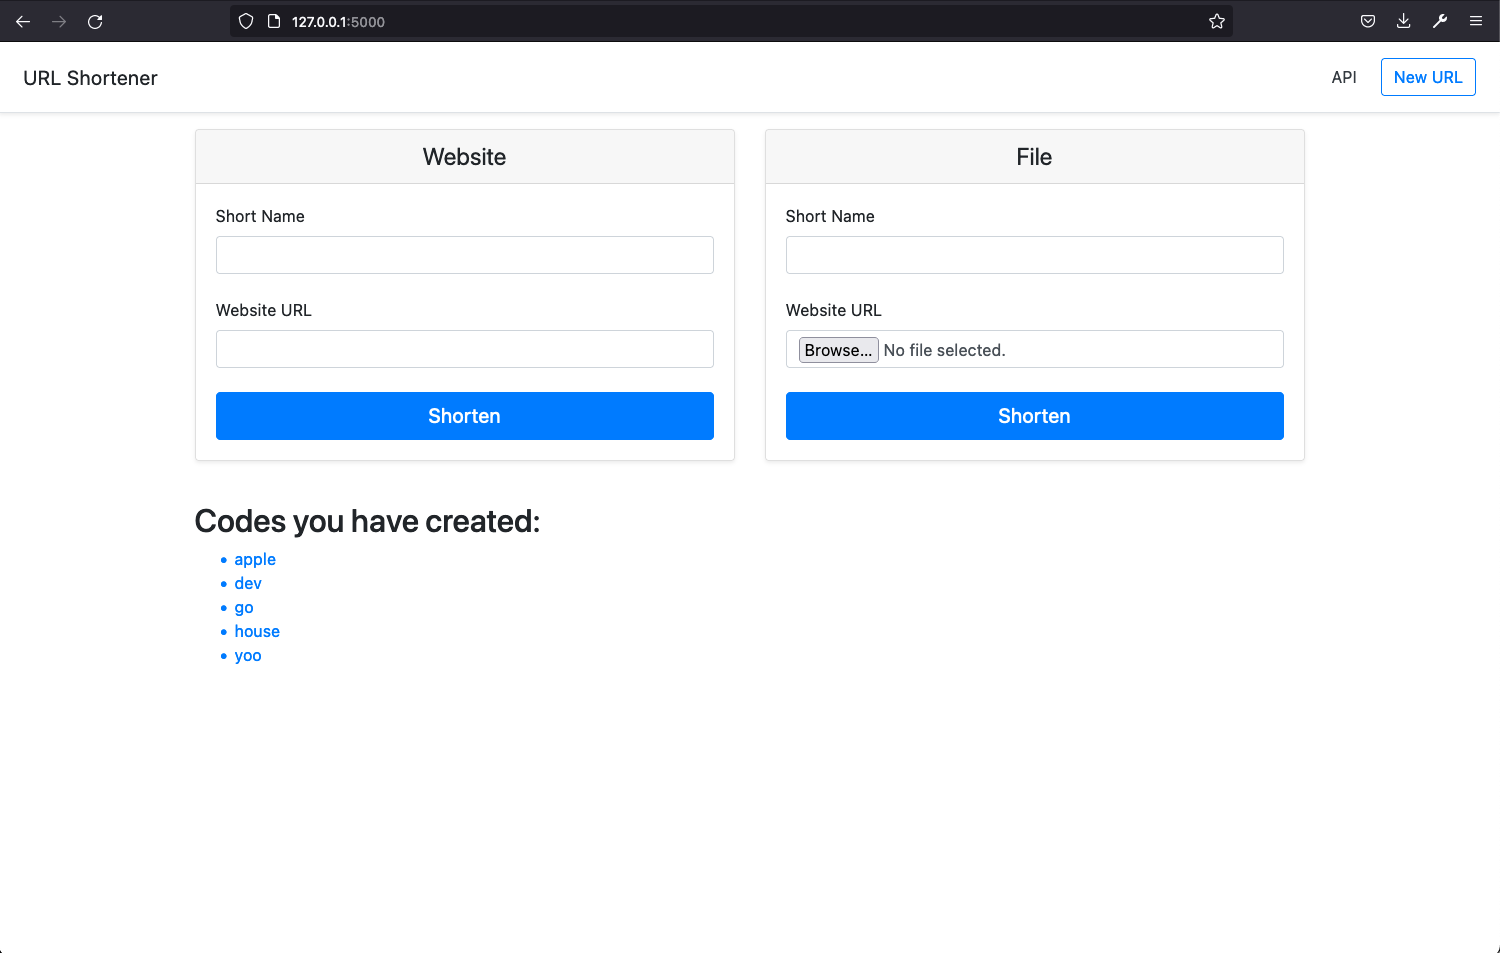 127.0.0.1:5000
URL Shortener
API
New URL
Website
Short Name
Website URL
Shorten
File
Short Name
Website URL
Browse... No file selected.
Shorten
Codes you have created:
apple
dev
go
house
yoo